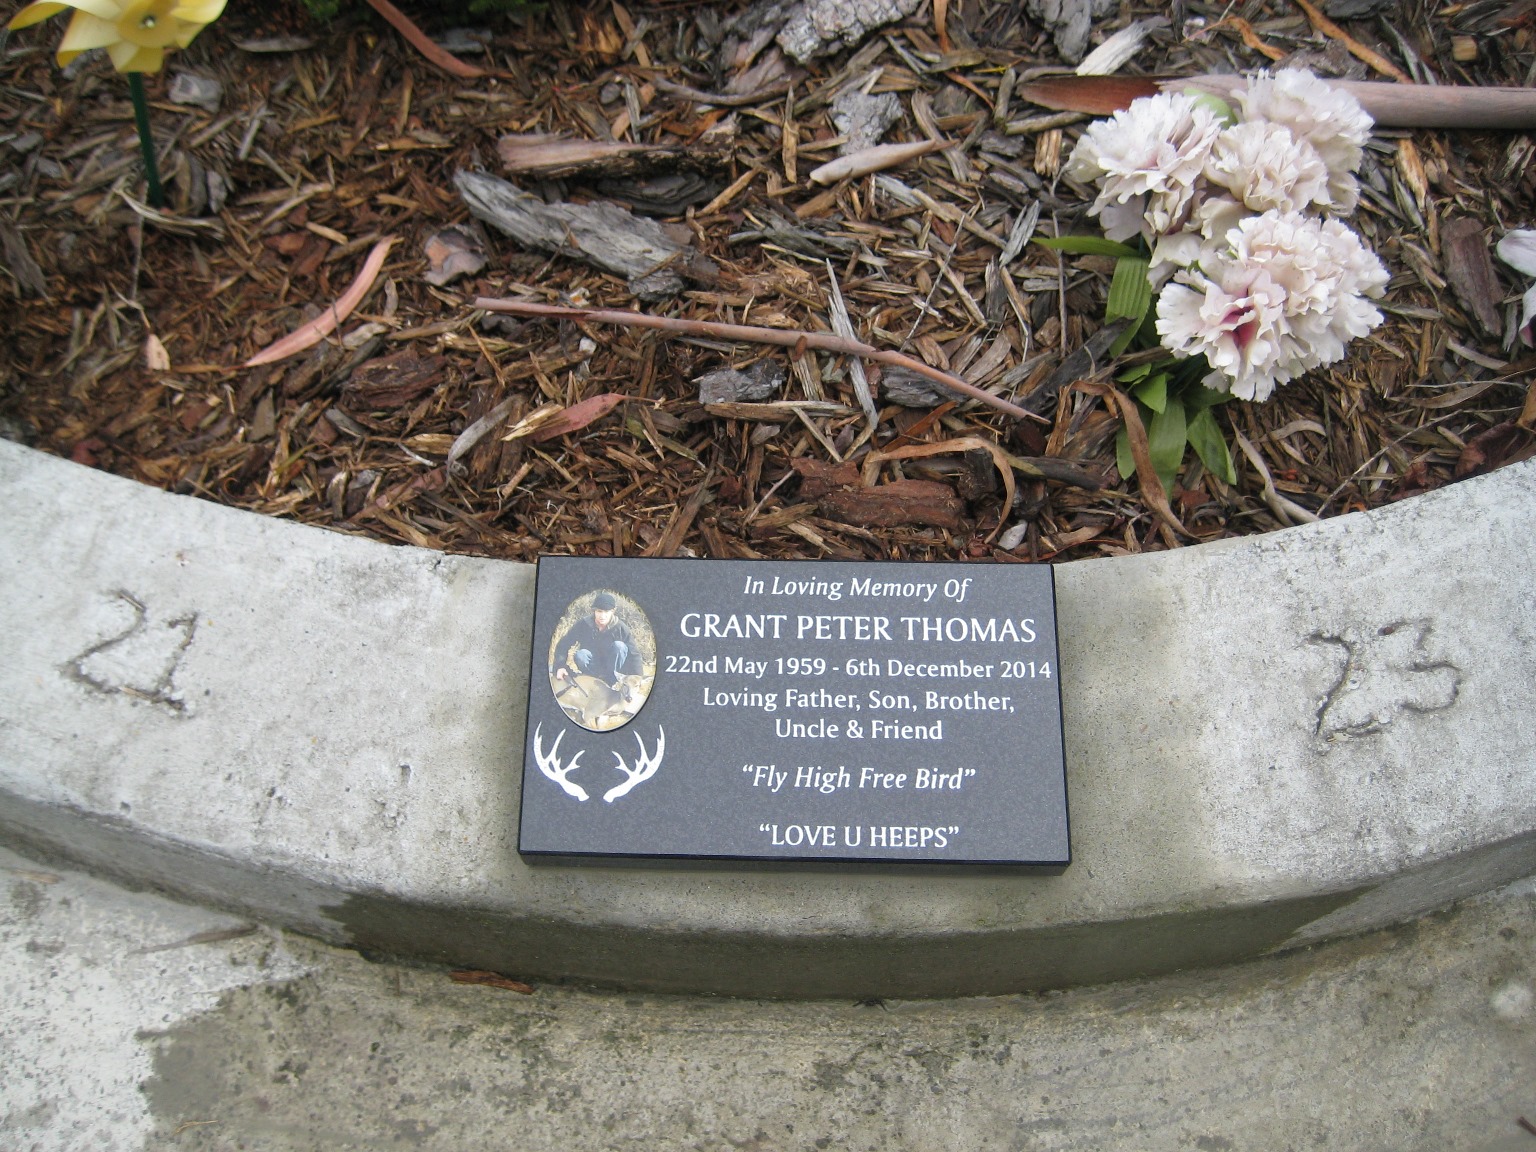 In Loving Memory Of
GRANT PETER THOMAS
22nd May 1959 - 6th December 2014
Loving Father, Son, Brother,
Uncle & Friend
“Fly High Free Bird”
“LOVE U HEEPS”
21
23